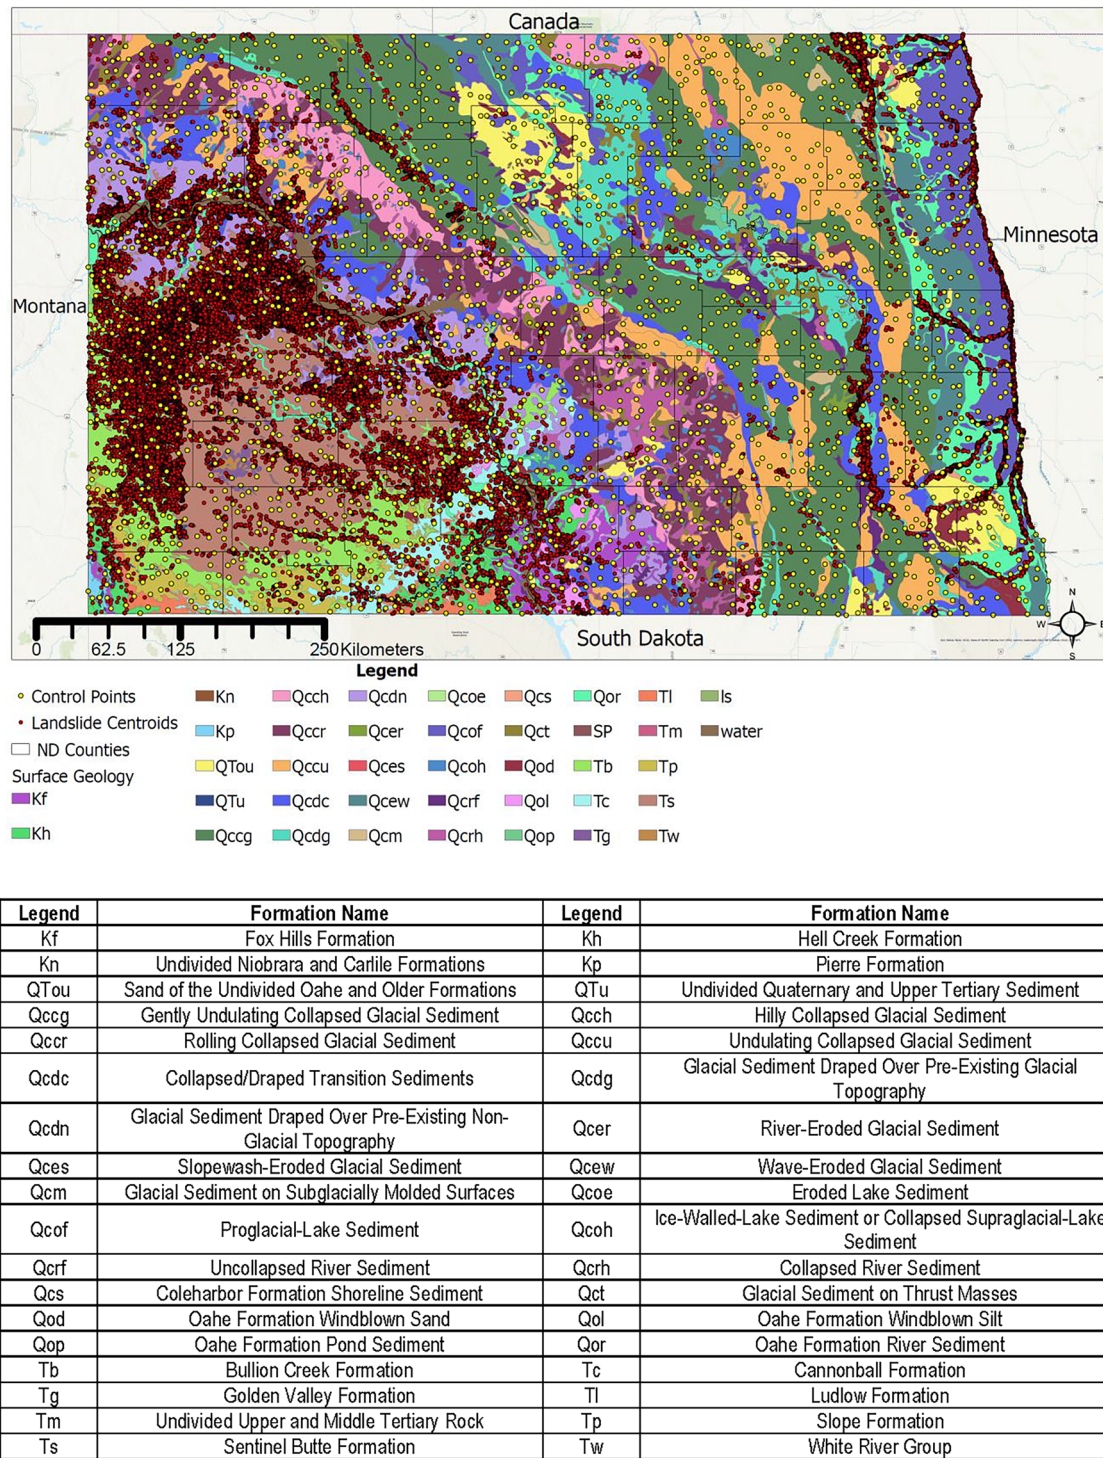 Canada
Minnesota
Montana
South Dakota
N
W E
S
0 62.5 125 250 Kilometers
Legend
Control Points
Landslide Centroids
ND Counties
Surface Geology
Kf
Kh
Kn Qcch Qcdn Qcoe Qcs Qor Tl ls
Kp Qccr Qcer Qcof Qct SP Tm water
QTou Qccu Qces Qcoh Qod Tb Tp
QTu Qcdc Qcew Qcrf Qol Tc Ts
Qccg Qcdg Qcm Qcrh Qop Tg Tw
Legend Formation Name Legend Formation Name
Kf Fox Hills Formation Kh Hell Creek Formation
Kn Undivided Niobrara and Carlile Formations Kp Pierre Formation
QTou Sand of the Undivided Oahe and Older Formations QTu Undivided Quaternary and Upper Tertiary Sediment
Qccg Gently Undulating Collapsed Glacial Sediment Qcch Hilly Collapsed Glacial Sediment
Qccr Rolling Collapsed Glacial Sediment Qccu Undulating Collapsed Glacial Sediment
Qcdc Collapsed/Draped Transition Sediments Qcdg Glacial Sediment Draped Over Pre-Existing Glacial
Topography
Qcdn Glacial Sediment Draped Over Pre-Existing Non-
Glacial Topography Qcer River-Eroded Glacial Sediment
Qces Slopewash-Eroded Glacial Sediment Qcew Wave-Eroded Glacial Sediment
Qcm Glacial Sediment on Subglacially Molded Surfaces Qcoe Eroded Lake Sediment
Qcof Proglacial-Lake Sediment Qcoh Ice-Walled-Lake Sediment or Collapsed Supraglacial-Lake
Sediment
Qcrf Uncollapsed River Sediment Qcrh Collapsed River Sediment
Qcs Coleharbor Formation Shoreline Sediment Qct Glacial Sediment on Thrust Masses
Qod Oahe Formation Windblown Sand Qol Oahe Formation Windblown Silt
Qop Oahe Formation Pond Sediment Qor Oahe Formation River Sediment
Tb Bullion Creek Formation Tc Cannonball Formation
Tg Golden Valley Formation Tl Ludlow Formation
Tm Undivided Upper and Middle Tertiary Rock Tp Slope Formation
Ts Sentinel Butte Formation Tw White River Group